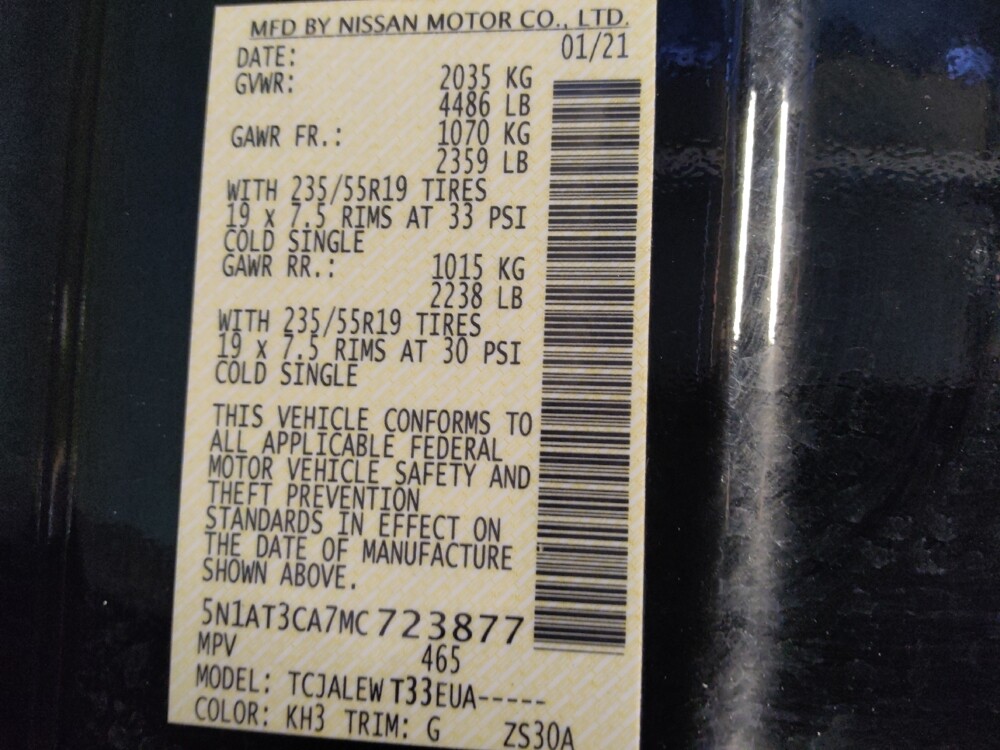 MFD BY NISSAN MOTOR CO., LTD.
DATE: 01/21
GVWR: 2035 KG
4486 LB
GAWR FR.: 1070 KG
2359 LB
WITH 235/55R19 TIRES
19 x 7.5 RIMS AT 33 PSI
COLD SINGLE
GAWR RR.: 1015 KG
2238 LB
WITH 235/55R19 TIRES
19 x 7.5 RIMS AT 30 PSI
COLD SINGLE
THIS VEHICLE CONFORMS TO
ALL APPLICABLE FEDERAL
MOTOR VEHICLE SAFETY AND
THEFT PREVENTION
STANDARDS IN EFFECT ON
THE DATE OF MANUFACTURE
SHOWN ABOVE.
5N1AT3CA7MC723877
MPV 465
MODEL: TCJALEW T33EUA-----
COLOR: KH3 TRIM: G ZS30A